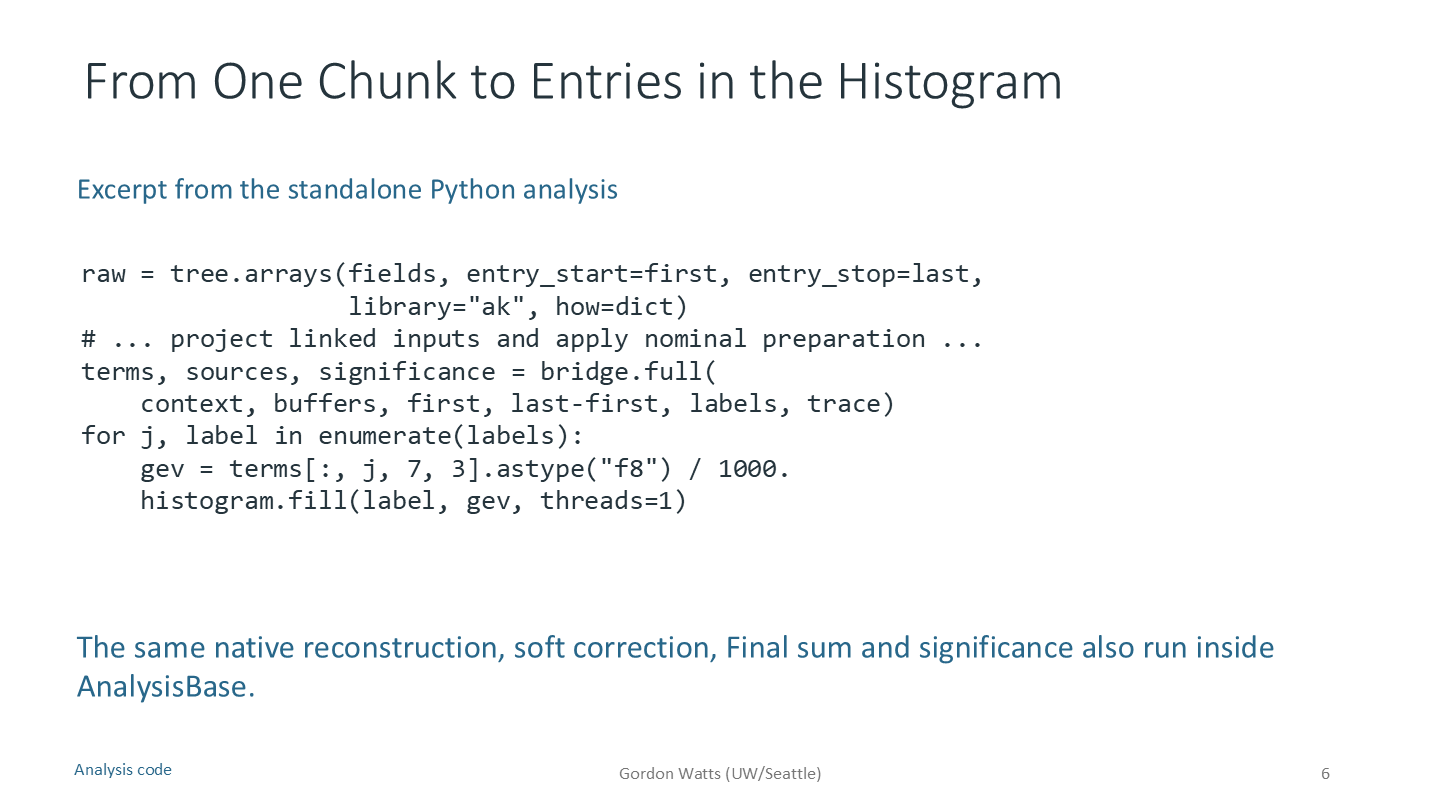 From One Chunk to Entries in the Histogram
Excerpt from the standalone Python analysis
raw = tree.arrays(fields, entry_start=first, entry_stop=last,
                  library="ak", how=dict)
# ... project linked inputs and apply nominal preparation ...
terms, sources, significance = bridge.full(
    context, buffers, first, last-first, labels, trace)
for j, label in enumerate(labels):
    gev = terms[:, j, 7, 3].astype("f8") / 1000.
    histogram.fill(label, gev, threads=1)
The same native reconstruction, soft correction, Final sum and significance also run inside
AnalysisBase.
Analysis code
Gordon Watts (UW/Seattle)
6